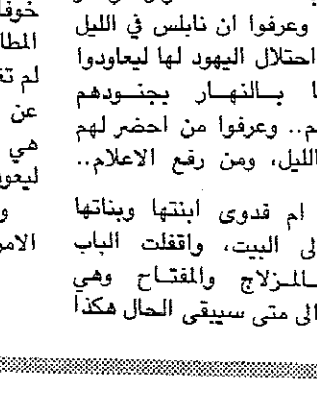 وعرفوا ان نابلس في الليل
احتلال اليهود لها ليعاودوا
بالنهار بجنودهم
وعرفوا من احضر لهم
الليل، ومن رفع الاعلام..
ام فدوى ابنتها وبناتها
البيت، واقفلت الباب
بالمزلاج والمفتاح وهي
الى متى سيبقى الحال هكذا
خوفا
المطا
لم تغ
عن
هي
ليعو
و
الامر